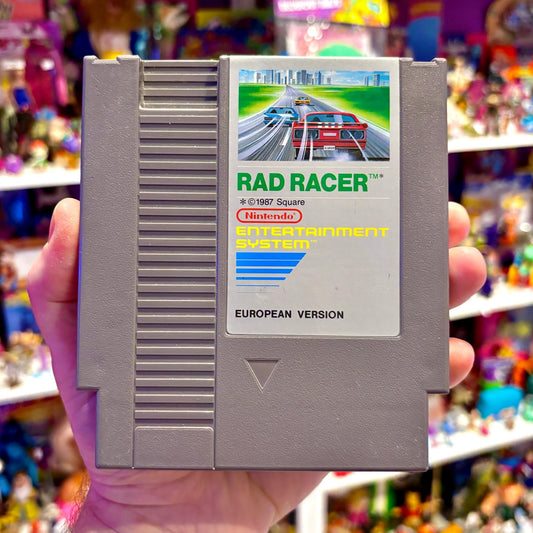 RAD RACER™*
*©1987 Square
Nintendo®
ENTERTAINMENT
SYSTEM™
EUROPEAN VERSION